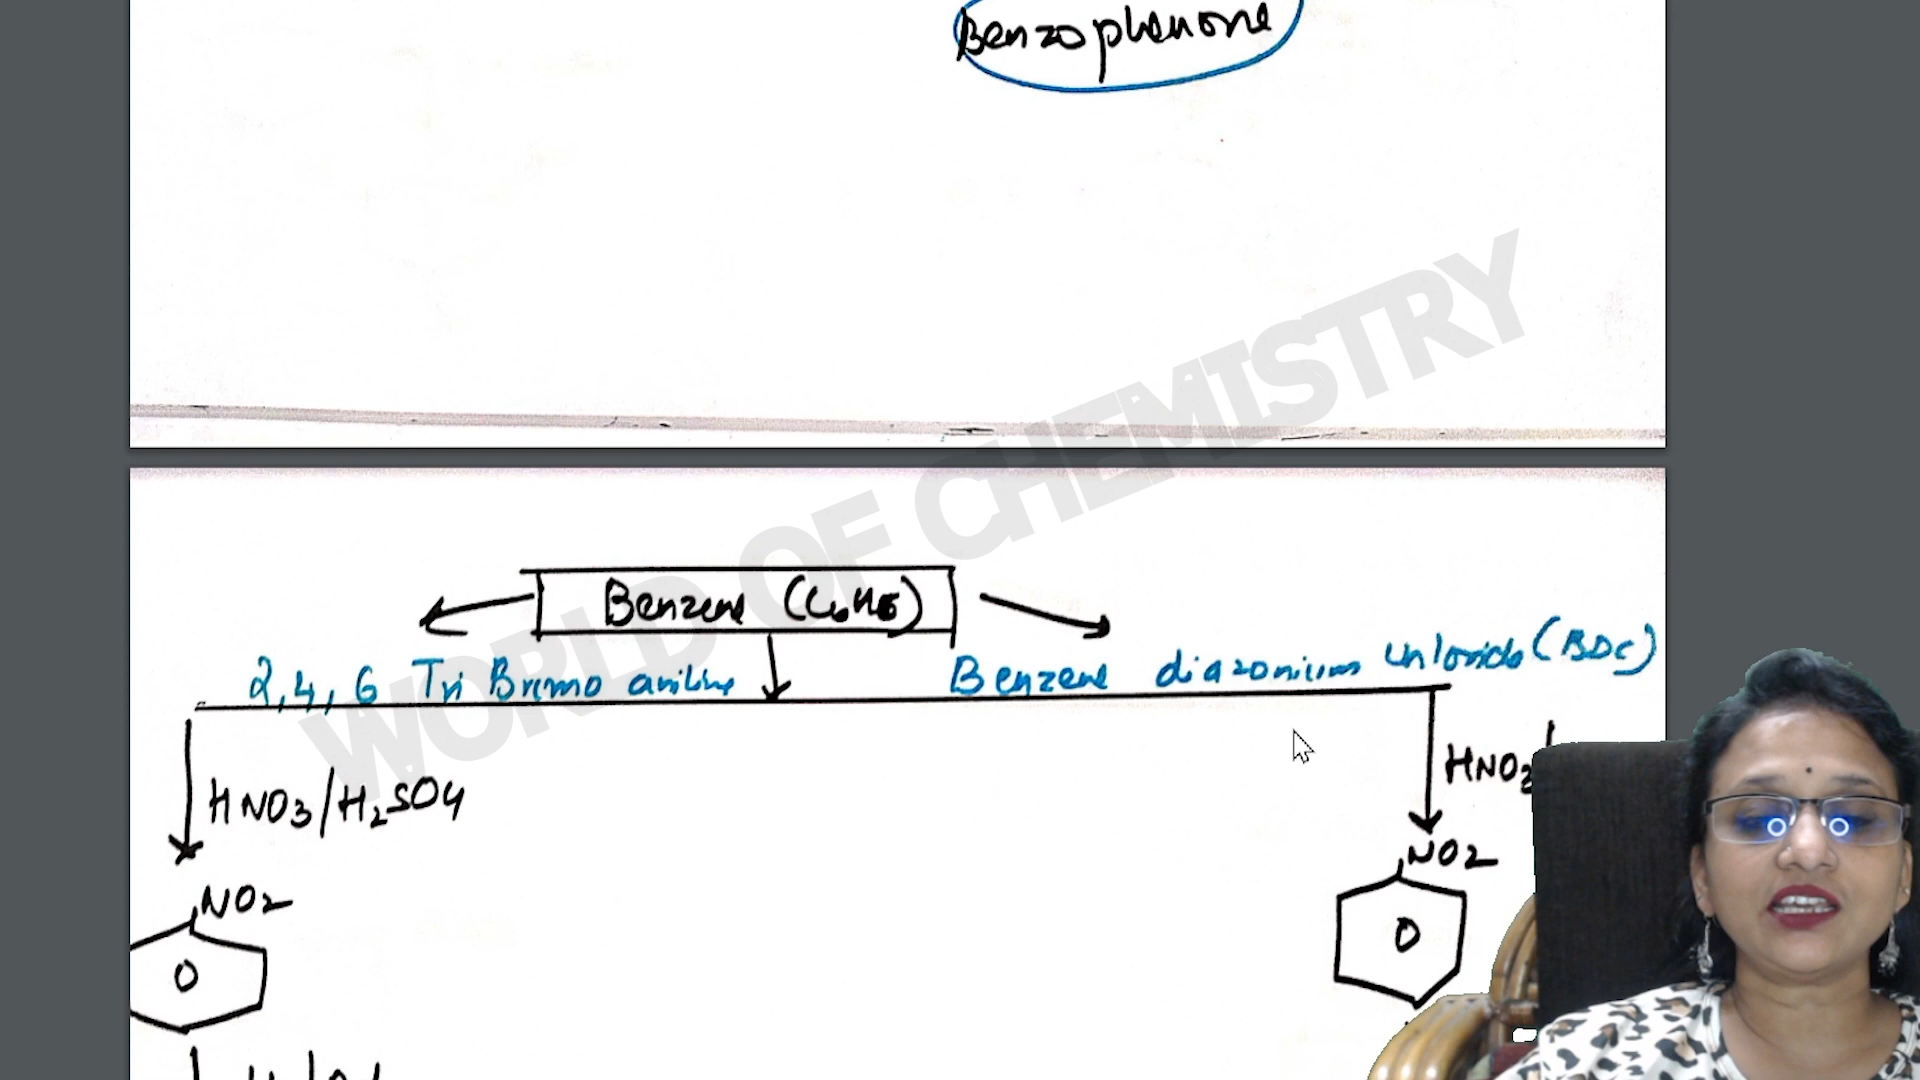 Benzophenone
WORLD OF CHEMISTRY
Benzene (C6H6)
2,4,6 Tri Bromo aniline
Benzene diazonium chloride (BDC)
HNO3/H2SO4
HNO3/
NO2
NO2